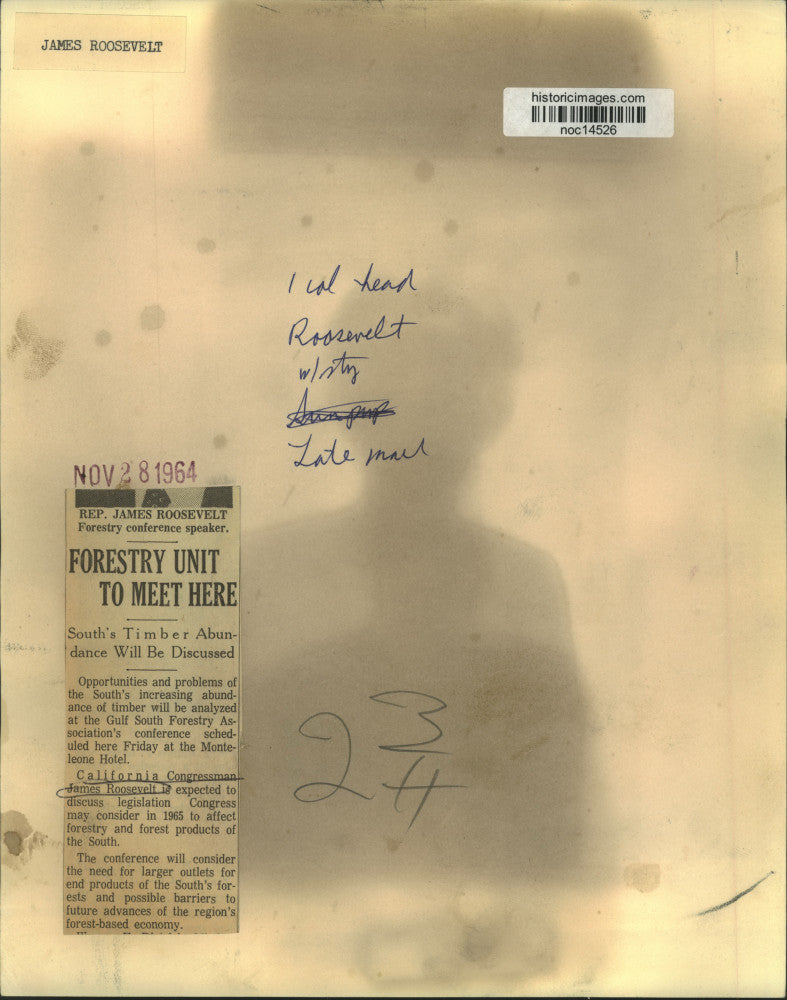 JAMES ROOSEVELT
historicimages.com
noc14526
1 col head
Roosevelt
w/sty
Late mail
NOV 28 1964
REP. JAMES ROOSEVELT
Forestry conference speaker.
FORESTRY UNIT
TO MEET HERE
South's Timber Abun-
dance Will Be Discussed
Opportunities and problems of
the South's increasing abund-
ance of timber will be analyzed
at the Gulf South Forestry As-
sociation's conference sched-
uled here Friday at the Monte-
leone Hotel.
California Congressman
James Roosevelt is expected to
discuss legislation Congress
may consider in 1965 to affect
forestry and forest products of
the South.
The conference will consider
the need for larger outlets for
end products of the South's for-
ests and possible barriers to
future advances of the region's
forest-based economy.
2 3/4